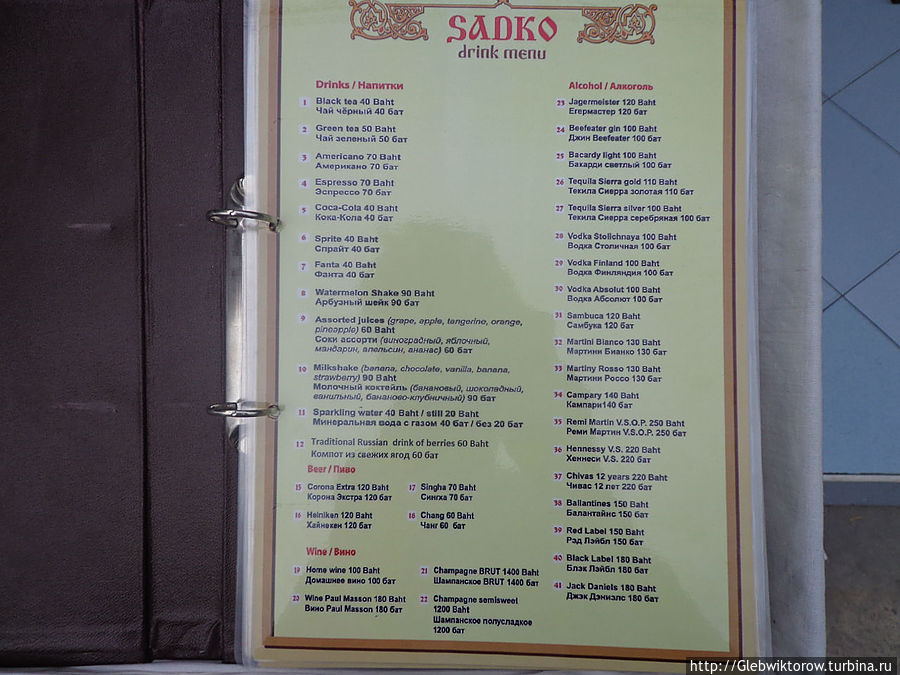 SADKO
drink menu
Drinks / Напитки
1 Black tea 40 Baht
Чай чёрный 40 бат
2 Green tea 50 Baht
Чай зеленый 50 бат
3 Americano 70 Baht
Американо 70 бат
4 Espresso 70 Baht
Эспрессо 70 бат
5 Coca-Cola 40 Baht
Кока-Кола 40 бат
6 Sprite 40 Baht
Спрайт 40 бат
7 Fanta 40 Baht
Фанта 40 бат
8 Watermelon Shake 90 Baht
Арбузный шейк 90 бат
9 Assorted juices (grape, apple, tangerine, orange,
pineapple) 60 Baht
Соки ассорти (виноградный, яблочный,
мандарин, апельсин, ананас) 60 бат
10 Milkshake (banana, chocolate, vanilla, banana,
strawberry) 90 Baht
Молочный коктейль (банановый, шоколадный,
ванильный, бананово-клубничный) 90 бат
11 Sparkling water 40 Baht / still 20 Baht
Минеральная вода с газом 40 бат / без 20 бат
12 Traditional Russian drink of berries 60 Baht
Компот из свежих ягод 60 бат
Beer / Пиво
15 Corona Extra 120 Baht
Корона Экстра 120 бат
16 Heiniken 120 Baht
Хайнекен 120 бат
17 Singha 70 Baht
Сингха 70 бат
18 Chang 60 Baht
Чанг 60 бат
Wine / Вино
19 Home wine 100 Baht
Домашнее вино 100 бат
20 Wine Paul Masson 180 Baht
Вино Paul Masson 180 бат
21 Champagne BRUT 1400 Baht
Шампанское BRUT 1400 бат
22 Champagne semisweet
1200 Baht
Шампанское полусладкое
1200 бат
Alcohol / Алкоголь
23 Jagermeister 120 Baht
Егермастер 120 бат
24 Beefeater gin 100 Baht
Джин Beefeater 100 бат
25 Bacardy light 100 Baht
Бакарди светлый 100 бат
26 Tequila Sierra gold 110 Baht
Текила Сиерра золотая 110 бат
27 Tequila Sierra silver 100 Baht
Текила Сиерра серебряная 100 бат
28 Vodka Stolichnaya 100 Baht
Водка Столичная 100 бат
29 Vodka Finland 100 Baht
Водка Финляндия 100 бат
30 Vodka Absolut 100 Baht
Водка Абсолют 100 бат
31 Sambuca 120 Baht
Самбука 120 бат
32 Martini Bianco 130 Baht
Мартини Бианко 130 бат
33 Martiny Rosso 130 Baht
Мартини Россо 130 бат
34 Campary 140 Baht
Кампари140 бат
35 Remi Martin V.S.O.P. 250 Baht
Реми Мартин V.S.O.P. 250 бат
36 Hennessy V.S. 220 Baht
Хеннеси V.S. 220 бат
37 Chivas 12 years 220 Baht
Чивас 12 лет 220 бат
38 Ballantines 150 Baht
Балантайнс 150 бат
39 Red Label 150 Baht
Рэд Лэйбл 150 бат
40 Black Label 180 Baht
Блэк Лэйбл 180 бат
41 Jack Daniels 180 Baht
Джэк Дэниэлс 180 бат
http://Glebwiktorow.turbina.ru